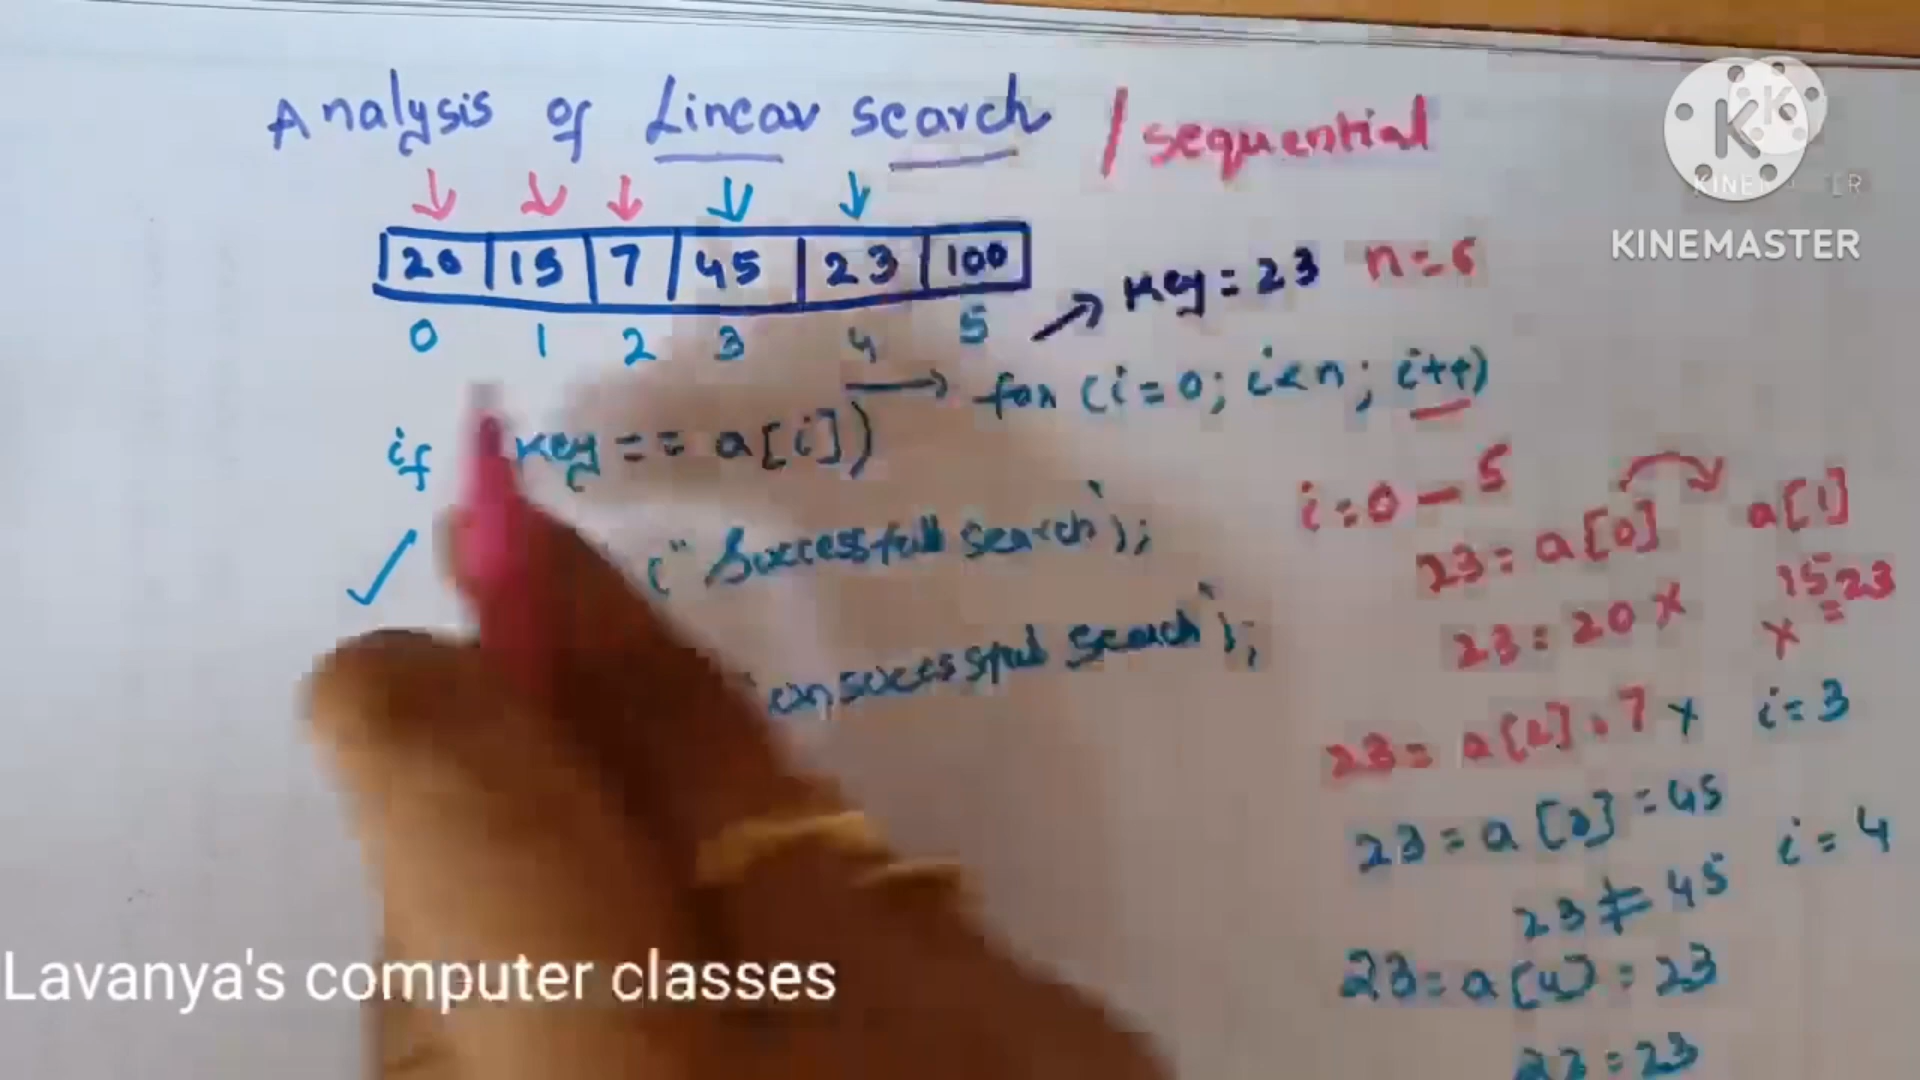 Analysis of Linear search / sequential
20 15 7 45 23 100
0 1 2 3 4 5
key = 23 n = 6
for (i=0; i<n; i++)
if key == a[i])
i=0 - 5
(" Successfull search");
23 = a[0] a[1]
15 = 23
23 = 20 x x
unsuccessful search");
23 = a[2] = 7 x i = 3
23 = a[3] = 45
i = 4
23 ≠ 45
23 = a[4] = 23
23 = 23
KINEMASTER
KINEMASTER
Lavanya's computer classes